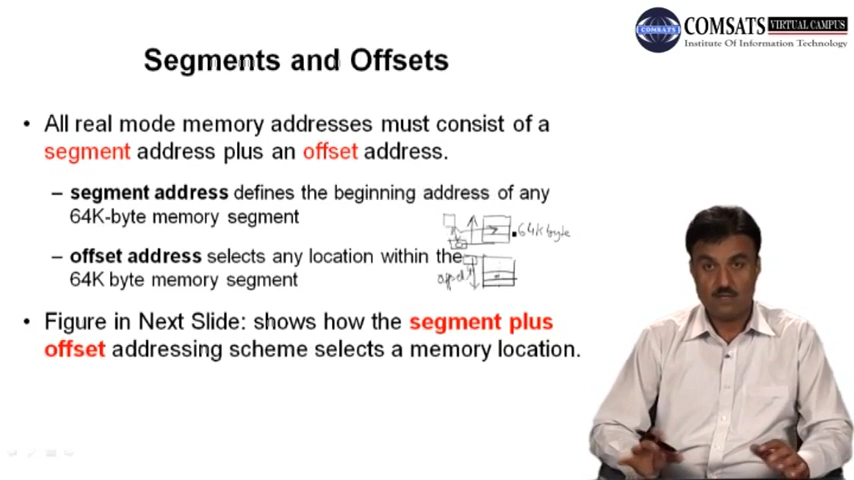 COMSATS VIRTUAL CAMPUS
Institute Of Information Technology
COMSATS
Segments and Offsets
• All real mode memory addresses must consist of a
segment address plus an offset address.
– segment address defines the beginning address of any
64K-byte memory segment
64K byte
– offset address selects any location within the
64K byte memory segment
offset
• Figure in Next Slide: shows how the segment plus
offset addressing scheme selects a memory location.